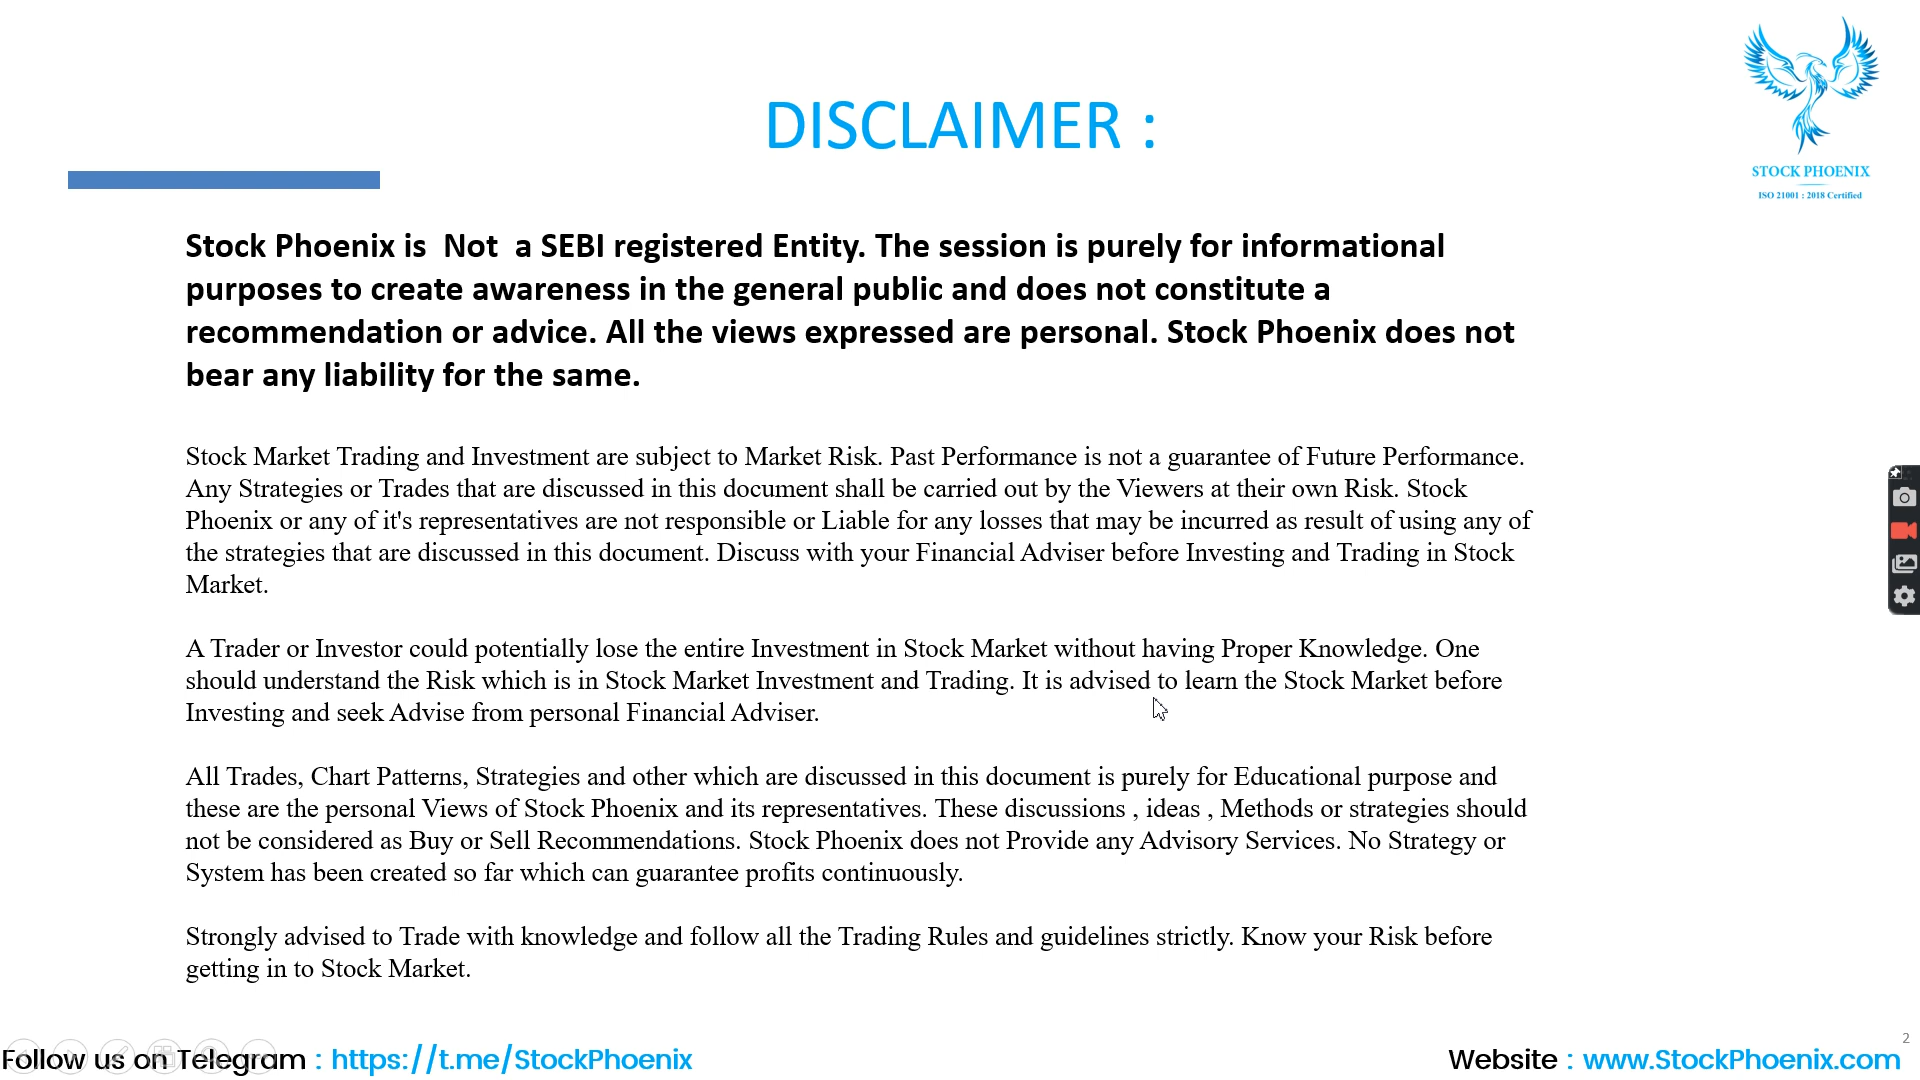 DISCLAIMER :
STOCK PHOENIX
ISO 21001 : 2018 Certified
Stock Phoenix is  Not  a SEBI registered Entity. The session is purely for informational
purposes to create awareness in the general public and does not constitute a
recommendation or advice. All the views expressed are personal. Stock Phoenix does not
bear any liability for the same.
Stock Market Trading and Investment are subject to Market Risk. Past Performance is not a guarantee of Future Performance.
Any Strategies or Trades that are discussed in this document shall be carried out by the Viewers at their own Risk. Stock
Phoenix or any of it's representatives are not responsible or Liable for any losses that may be incurred as result of using any of
the strategies that are discussed in this document. Discuss with your Financial Adviser before Investing and Trading in Stock
Market.
A Trader or Investor could potentially lose the entire Investment in Stock Market without having Proper Knowledge. One
should understand the Risk which is in Stock Market Investment and Trading. It is advised to learn the Stock Market before
Investing and seek Advise from personal Financial Adviser.
All Trades, Chart Patterns, Strategies and other which are discussed in this document is purely for Educational purpose and
these are the personal Views of Stock Phoenix and its representatives. These discussions , ideas , Methods or strategies should
not be considered as Buy or Sell Recommendations. Stock Phoenix does not Provide any Advisory Services. No Strategy or
System has been created so far which can guarantee profits continuously.
Strongly advised to Trade with knowledge and follow all the Trading Rules and guidelines strictly. Know your Risk before
getting in to Stock Market.
2
Follow us on Telegram : https://t.me/StockPhoenix
Website : www.StockPhoenix.com